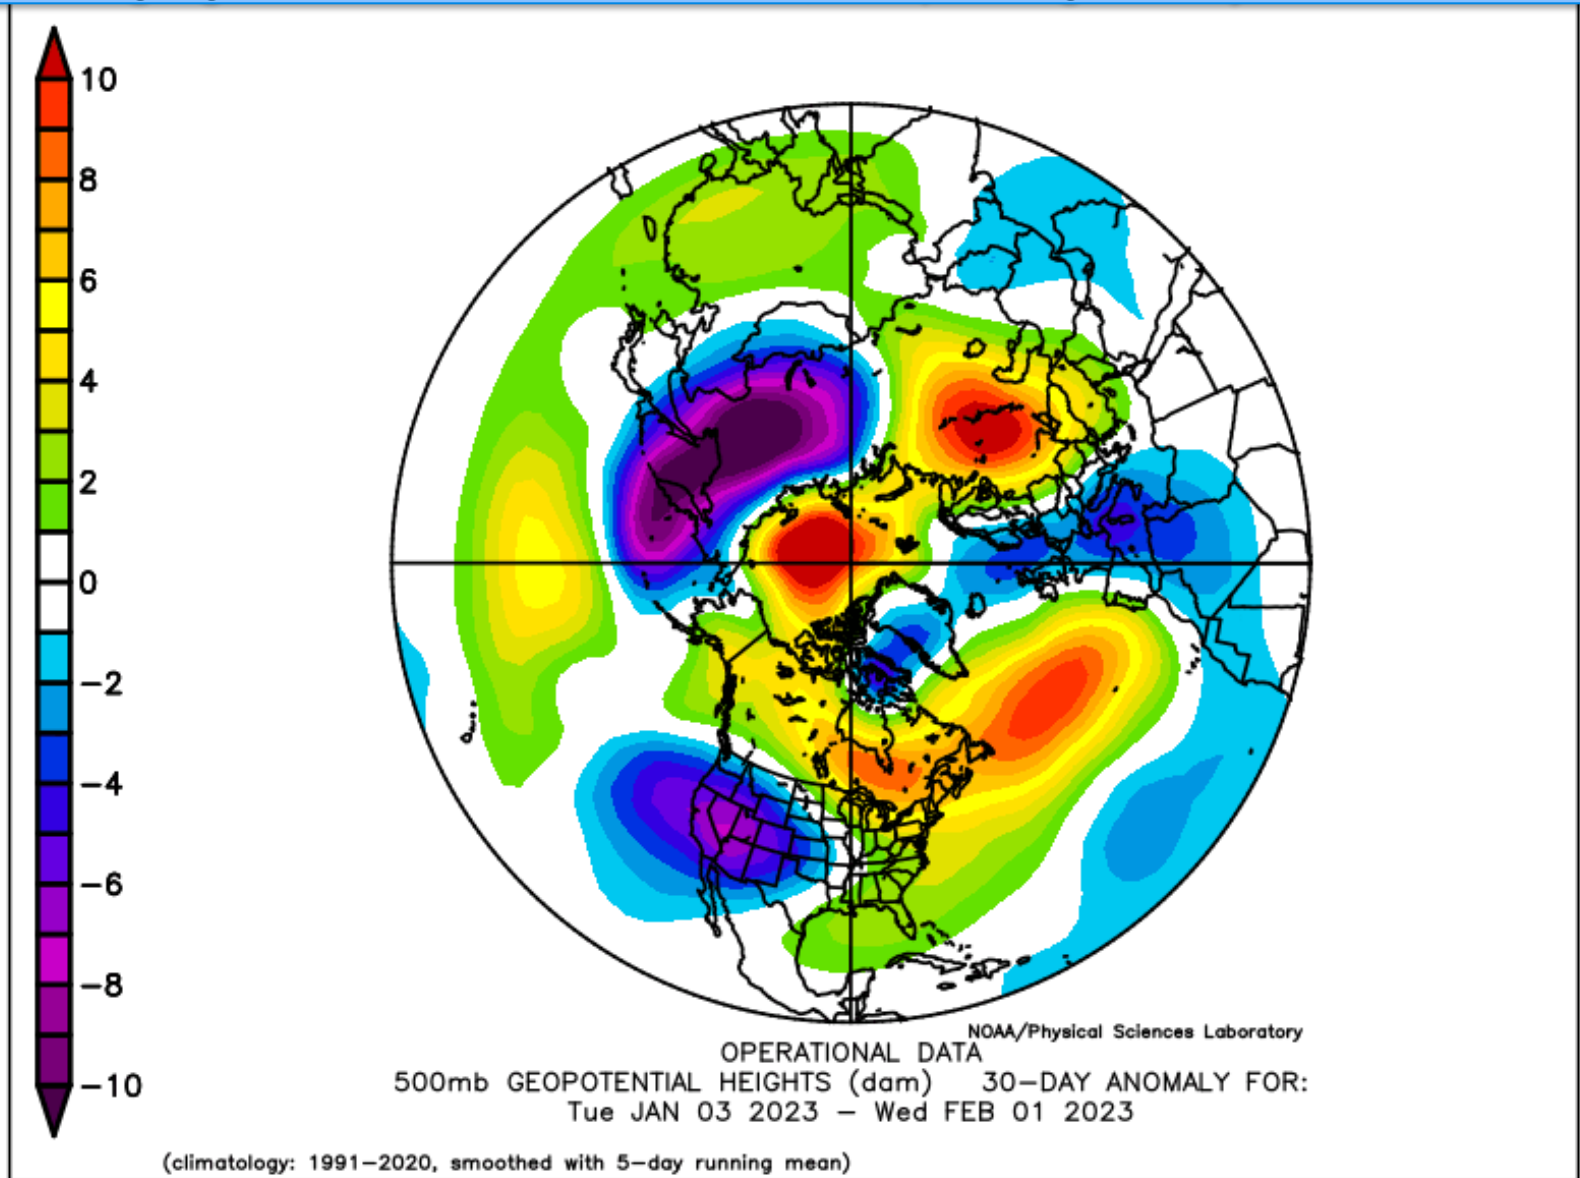 10
8
6
4
2
0
−2
−4
−6
−8
−10
NOAA/Physical Sciences Laboratory
OPERATIONAL DATA
500mb GEOPOTENTIAL HEIGHTS (dam) 30−DAY ANOMALY FOR:
Tue JAN 03 2023 − Wed FEB 01 2023
(climatology: 1991−2020, smoothed with 5−day running mean)